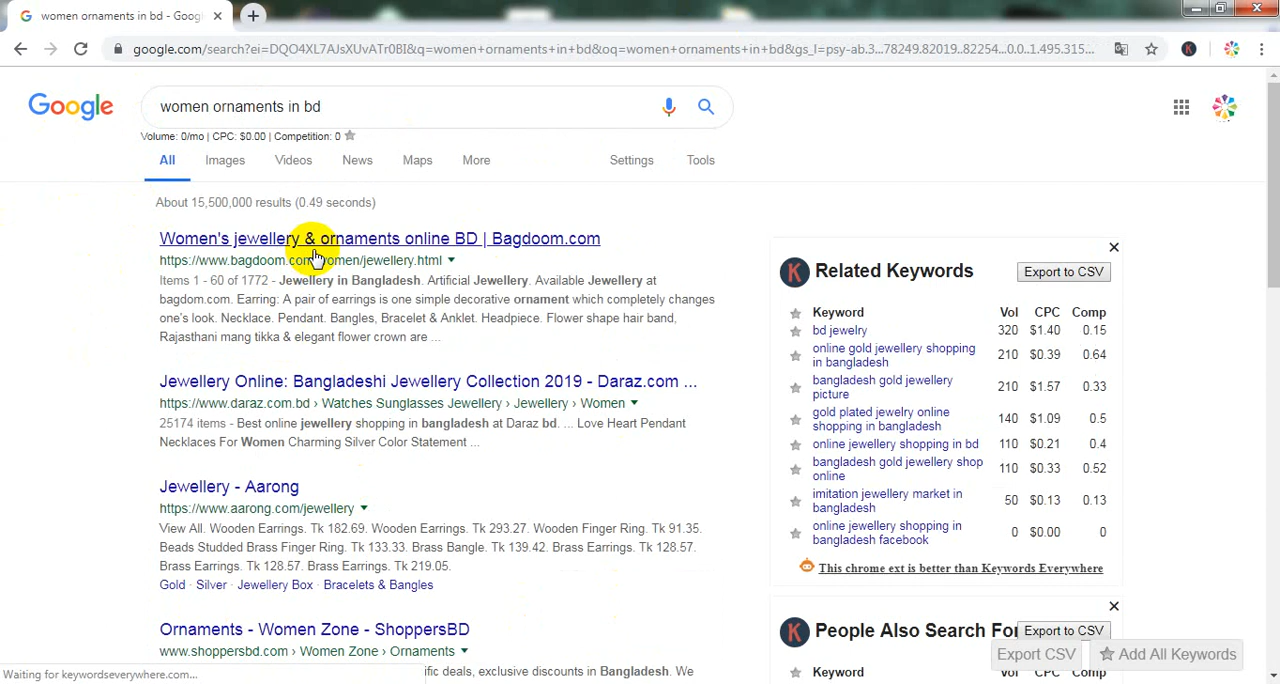 women ornaments in bd - Goog
google.com/search?ei=DQO4XL7AJsXUvATr0BI&q=women+ornaments+in+bd&oq=women+ornaments+in+bd&gs_l=psy-ab.3...78249.82019..82254...0.0..1.495.315...
Google
women ornaments in bd
Volume: 0/mo | CPC: $0.00 | Competition: 0
All Images Videos News Maps More Settings Tools
About 15,500,000 results (0.49 seconds)
Women's jewellery & ornaments online BD | Bagdoom.com
https://www.bagdoom.com/women/jewellery.html
Items 1 - 60 of 1772 - Jewellery in Bangladesh. Artificial Jewellery. Available Jewellery at
bagdom.com. Earring: A pair of earrings is one simple decorative ornament which completely changes
one's look. Necklace. Pendant. Bangles, Bracelet & Anklet. Headpiece. Flower shape hair band,
Rajasthani mang tikka & elegant flower crown are ...
Jewellery Online: Bangladeshi Jewellery Collection 2019 - Daraz.com ...
https://www.daraz.com.bd › Watches Sunglasses Jewellery › Jewellery › Women
25174 items - Best online jewellery shopping in bangladesh at Daraz bd. ... Love Heart Pendant
Necklaces For Women Charming Silver Color Statement ...
Jewellery - Aarong
https://www.aarong.com/jewellery
View All. Wooden Earrings. Tk 182.69. Wooden Earrings. Tk 293.27. Wooden Finger Ring. Tk 91.35.
Beads Studded Brass Finger Ring. Tk 133.33. Brass Bangle. Tk 139.42. Brass Earrings. Tk 128.57.
Brass Earrings. Tk 128.57. Brass Earrings. Tk 219.05.
Gold · Silver · Jewellery Box · Bracelets & Bangles
Ornaments - Women Zone - ShoppersBD
www.shoppersbd.com › Women Zone › Ornaments
fic deals, exclusive discounts in Bangladesh. We
Waiting for keywordseverywhere.com...
K Related Keywords Export to CSV
Keyword Vol CPC Comp
bd jewelry 320 $1.40 0.15
online gold jewellery shopping
in bangladesh 210 $0.39 0.64
bangladesh gold jewellery
picture 210 $1.57 0.33
gold plated jewelry online
shopping in bangladesh 140 $1.09 0.5
online jewellery shopping in bd 110 $0.21 0.4
bangladesh gold jewellery shop
online 110 $0.33 0.52
imitation jewellery market in
bangladesh 50 $0.13 0.13
online jewellery shopping in
bangladesh facebook 0 $0.00 0
This chrome ext is better than Keywords Everywhere
K People Also Search For Export to CSV
Export CSV Add All Keywords
Keyword Vol CPC Comp